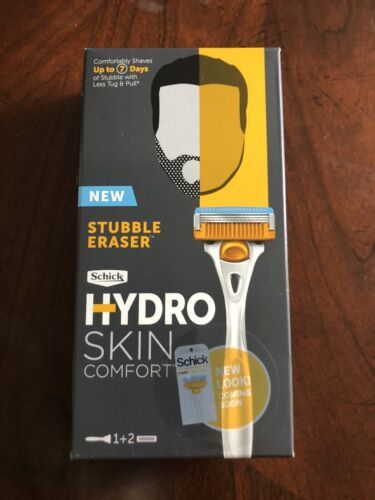 Comfortably Shaves
Up to 7 Days
of Stubble with
Less Tug & Pull*
NEW
STUBBLE
ERASER™
Schick
HYDRO
SKIN
COMFORT
Schick
NEW
LOOK!
COMING
SOON
1+2